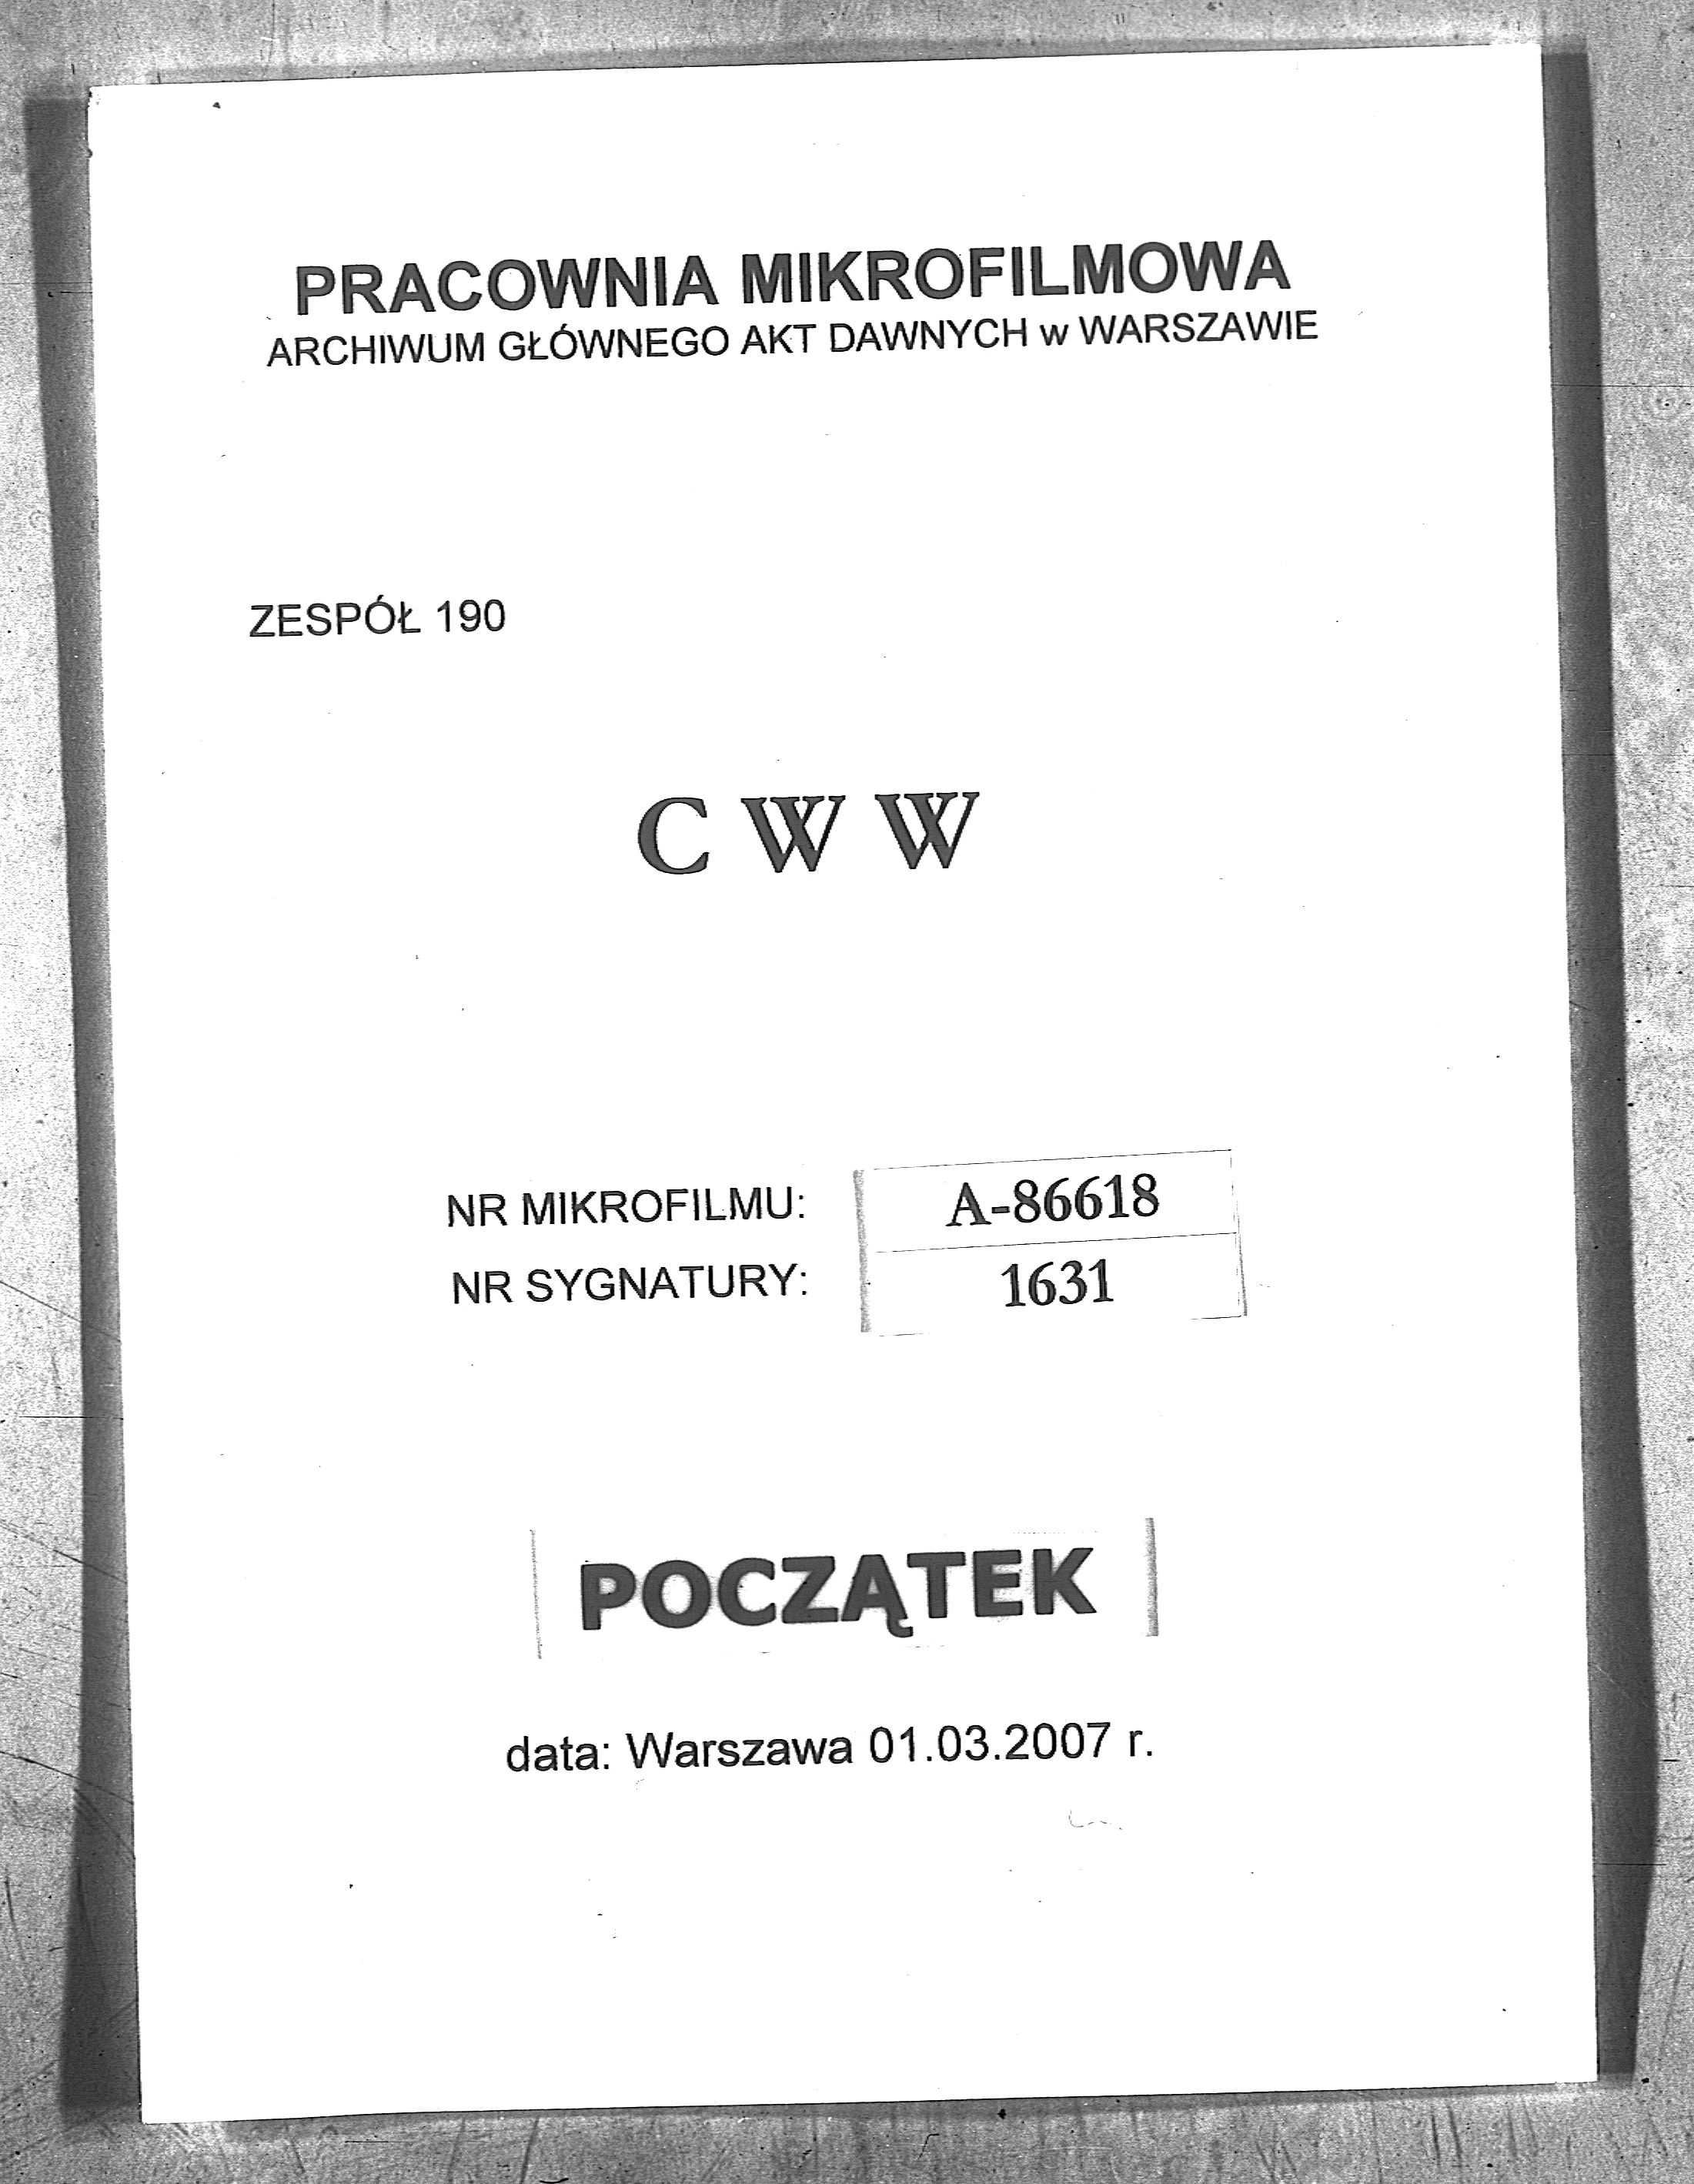 PRACOWNIA MIKROFILMOWA
ARCHIWUM GŁÓWNEGO AKT DAWNYCH w WARSZAWIE
ZESPÓŁ 190
C W W
NR MIKROFILMU: A-86618
NR SYGNATURY: 1631
POCZĄTEK
data: Warszawa 01.03.2007 r.